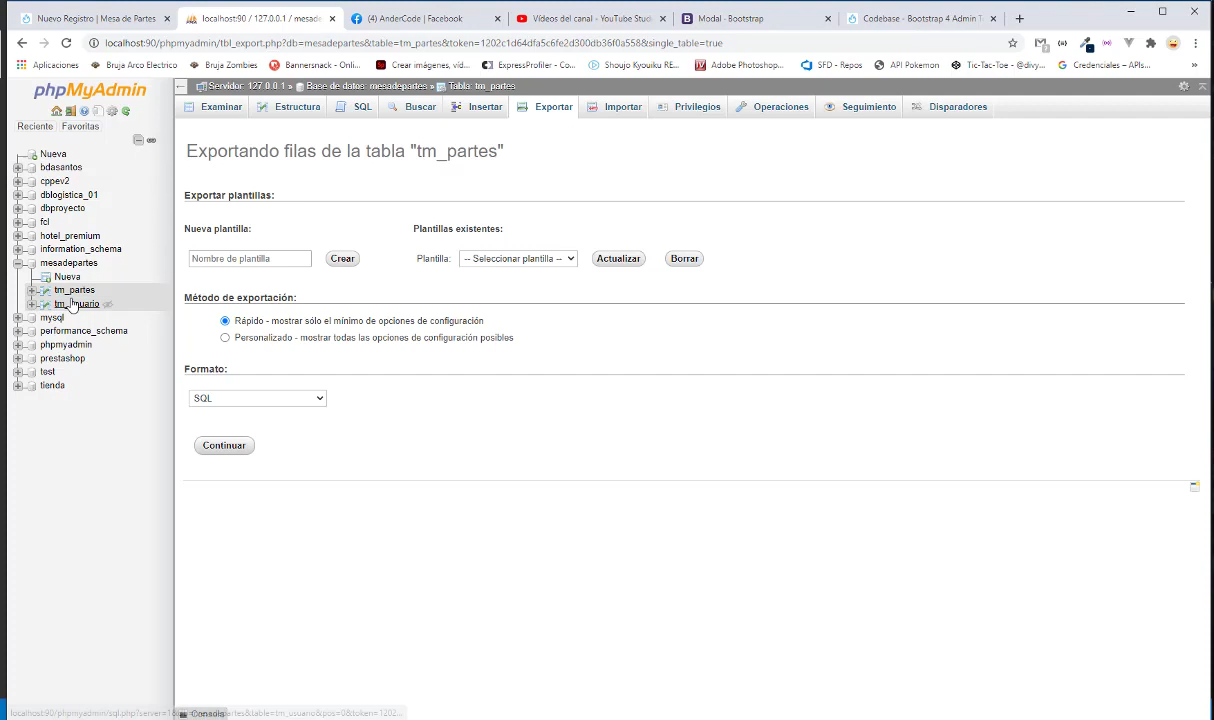 Nuevo Registro | Mesa de Partes
localhost:90 / 127.0.0.1 / mesade
(4) AnderCode | Facebook
Vídeos del canal - YouTube Stud
Modal - Bootstrap
Codebase - Bootstrap 4 Admin T
localhost:90/phpmyadmin/tbl_export.php?db=mesadepartes&table=tm_partes&token=1202c1d64dfa5c6fe2d300db36f0a558&single_table=true
Aplicaciones
Bruja Arco Electrico
Bruja Zombies
Bannersnack - Onli...
Crear imágenes, víd...
ExpressProfiler - Co...
Shoujo Kyouiku RE...
Adobe Photoshop...
SFD - Repos
API Pokemon
Tic-Tac-Toe - @divy...
Credenciales – APIs...
»
phpMyAdmin
Reciente Favoritas
Nueva
bdasantos
cppev2
dblogistica_01
dbproyecto
fcl
hotel_premium
information_schema
mesadepartes
Nueva
tm_partes
tm_usuario
mysql
performance_schema
phpmyadmin
prestashop
test
tienda
Servidor: 127.0.0.1 » Base de datos: mesadepartes » Tabla: tm_partes
Examinar Estructura SQL Buscar Insertar Exportar Importar Privilegios Operaciones Seguimiento Disparadores
Exportando filas de la tabla "tm_partes"
Exportar plantillas:
Nueva plantilla: Plantillas existentes:
Nombre de plantilla Crear Plantilla: -- Seleccionar plantilla -- Actualizar Borrar
Método de exportación:
Rápido - mostrar sólo el mínimo de opciones de configuración
Personalizado - mostrar todas las opciones de configuración posibles
Formato:
SQL
Continuar
Consola